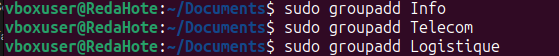 vboxuser@RedaHote:~/Documents$ sudo groupadd Info
vboxuser@RedaHote:~/Documents$ sudo groupadd Telecom
vboxuser@RedaHote:~/Documents$ sudo groupadd Logistique